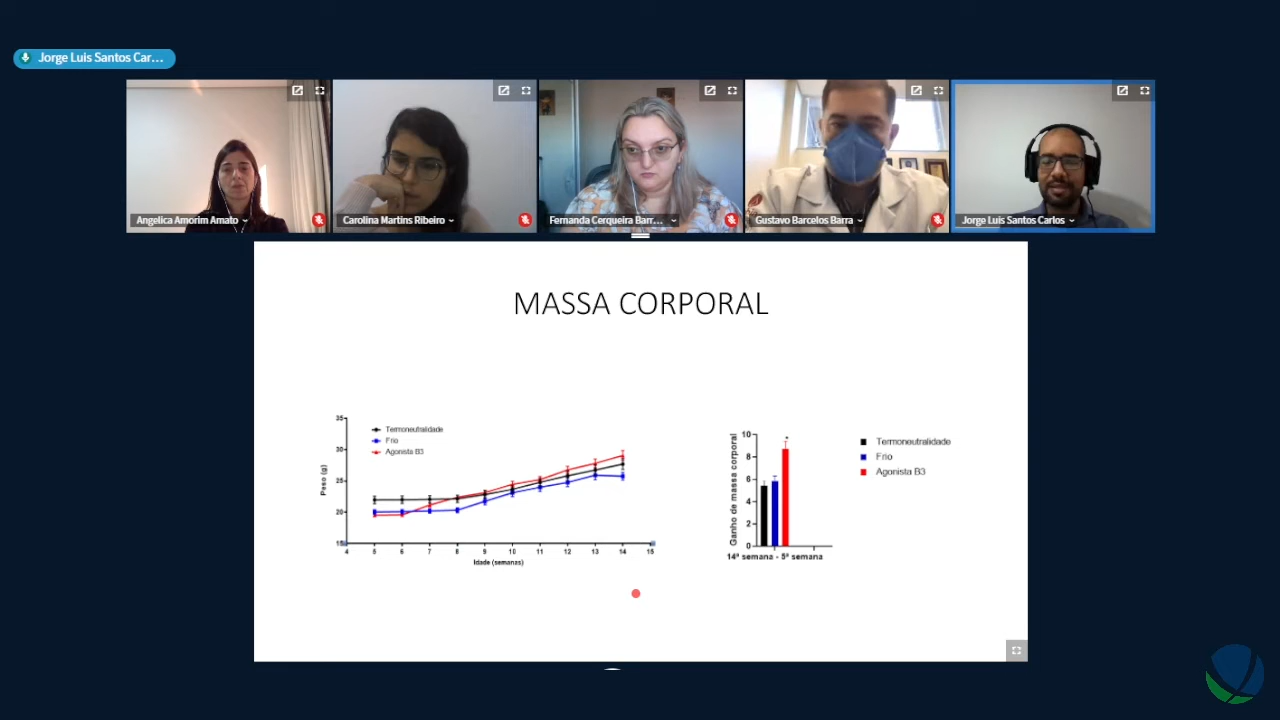 Jorge Luis Santos Car...
Angelica Amorim Amato
Carolina Martins Ribeiro
Fernanda Cerqueira Barr...
Gustavo Barcelos Barra
Jorge Luis Santos Carlos
MASSA CORPORAL
Peso (g)
35
30
25
20
15
Termoneutralidade
Frio
Agonista B3
4 5 6 7 8 9 10 11 12 13 14 15
Idade (semanas)
Ganho de massa corporal
10
8
6
4
2
0
*
14ª semana - 5ª semana
Termoneutralidade
Frio
Agonista B3